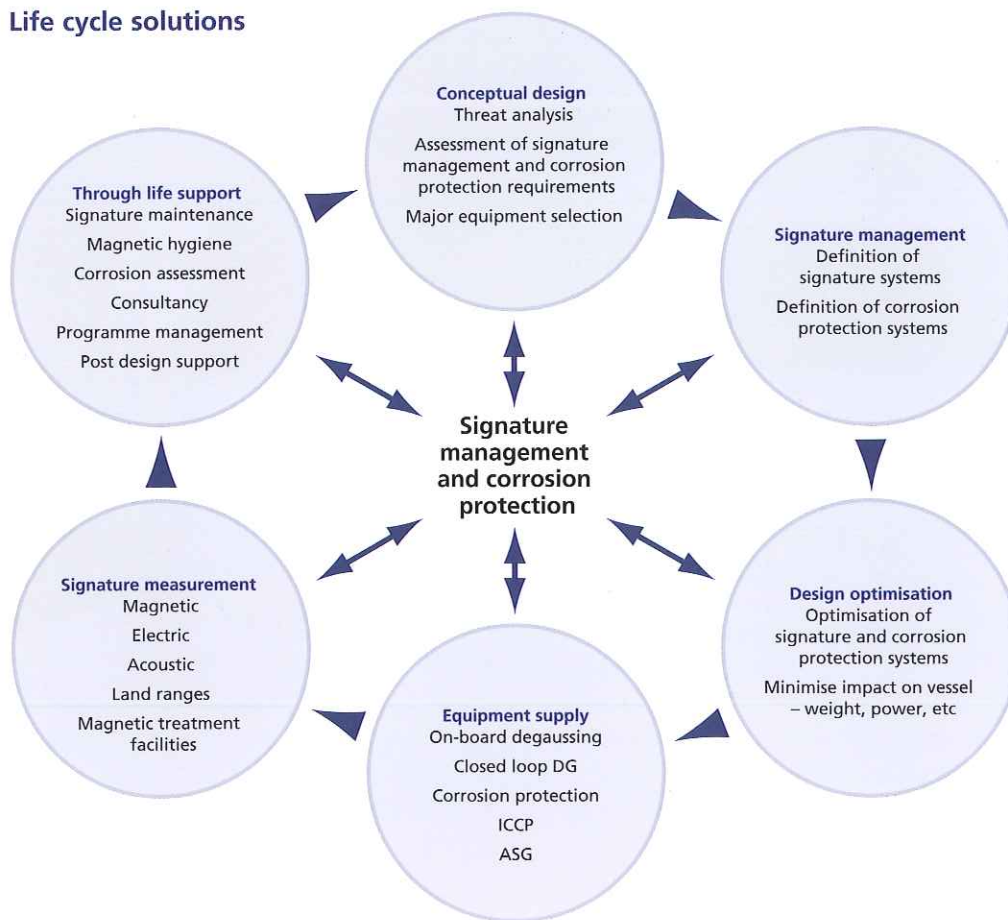 Life cycle solutions
Conceptual design
Threat analysis
Assessment of signature
management and corrosion
protection requirements
Major equipment selection
Signature management
Definition of
signature systems
Definition of corrosion
protection systems
Design optimisation
Optimisation of
signature and corrosion
protection systems
Minimise impact on vessel
– weight, power, etc
Equipment supply
On-board degaussing
Closed loop DG
Corrosion protection
ICCP
ASG
Signature measurement
Magnetic
Electric
Acoustic
Land ranges
Magnetic treatment
facilities
Through life support
Signature maintenance
Magnetic hygiene
Corrosion assessment
Consultancy
Programme management
Post design support
Signature
management
and corrosion
protection